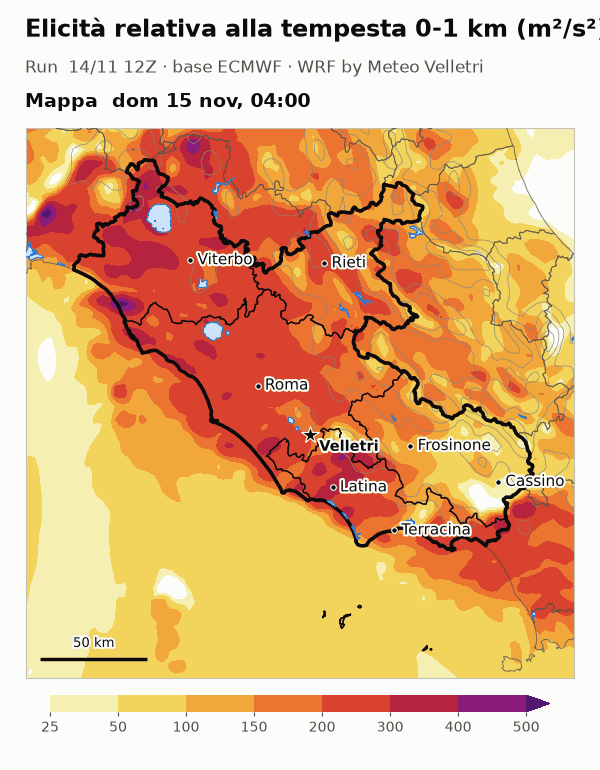 Elicità relativa alla tempesta 0-1 km (m²/s²)
Run 14/11 12Z · base ECMWF · WRF by Meteo Velletri
Mappa dom 15 nov, 04:00
Viterbo
Rieti
Roma
Velletri
Frosinone
Latina
Cassino
Terracina
50 km
25 50 100 150 200 300 400 500